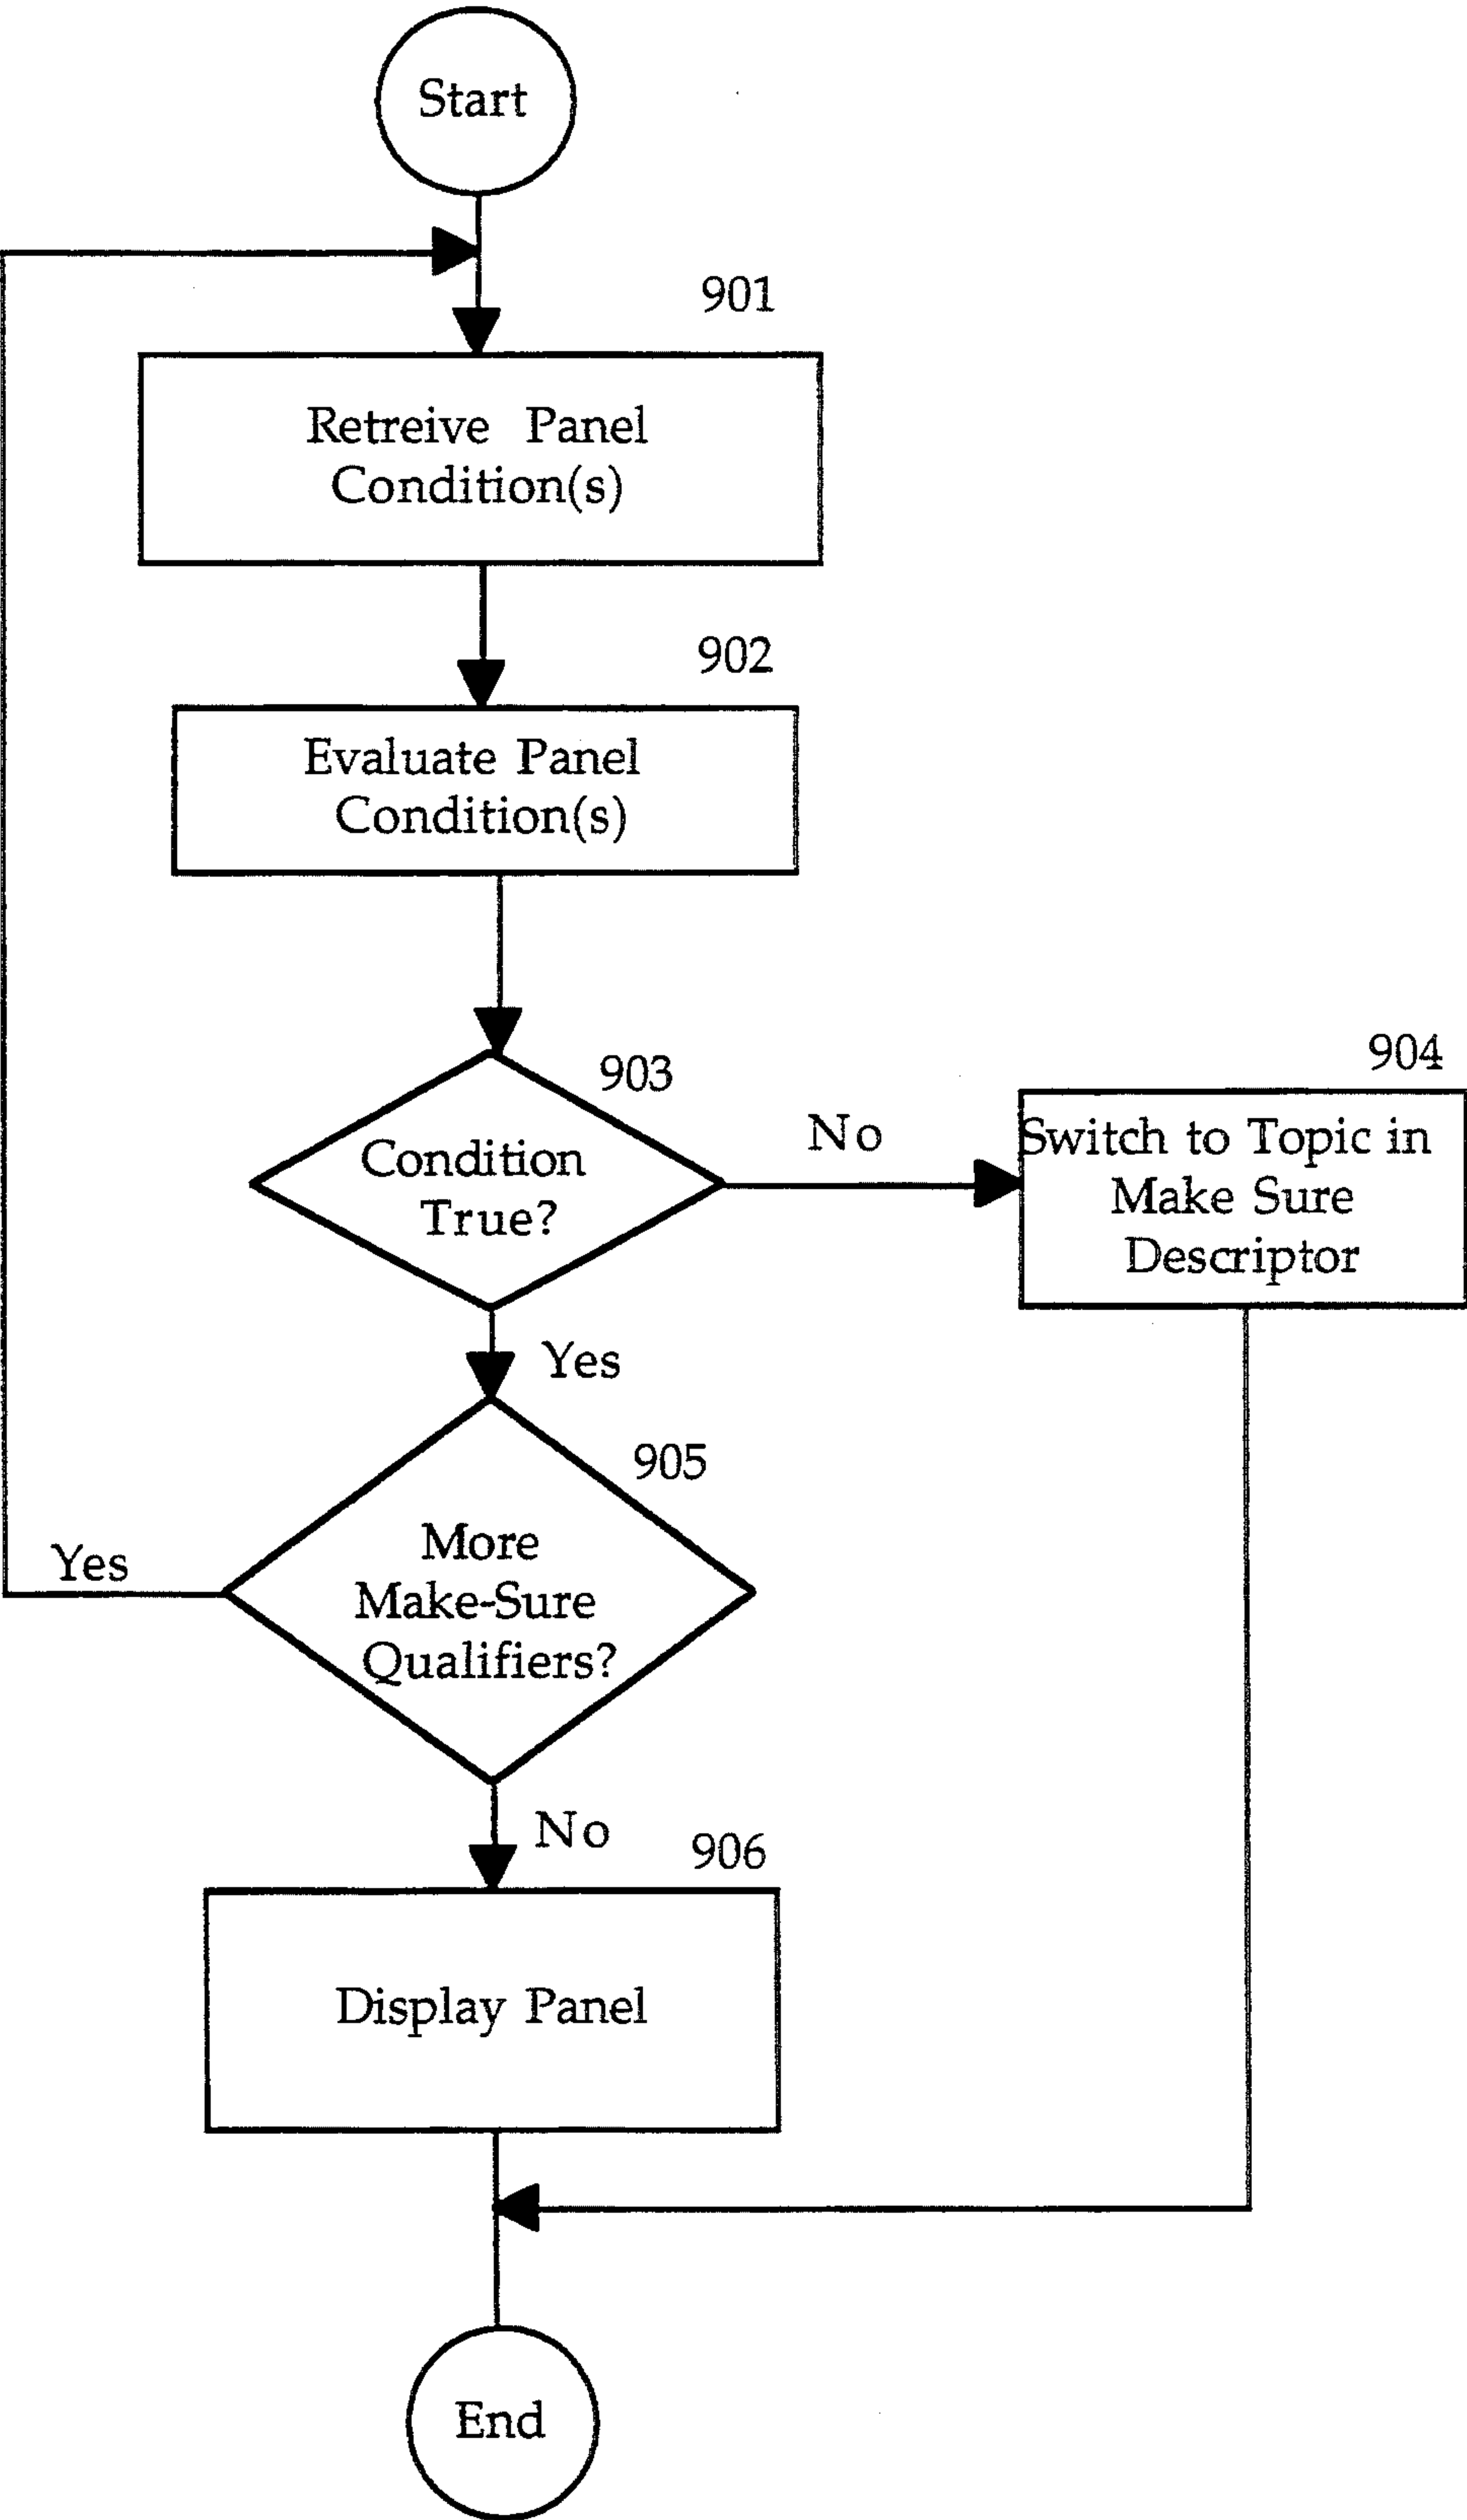 Start
901
Retreive Panel
Condition(s)
902
Evaluate Panel
Condition(s)
903
Condition
True?
No
904
Switch to Topic in
Make Sure
Descriptor
Yes
905
More
Make-Sure
Qualifiers?
Yes
No
906
Display Panel
End